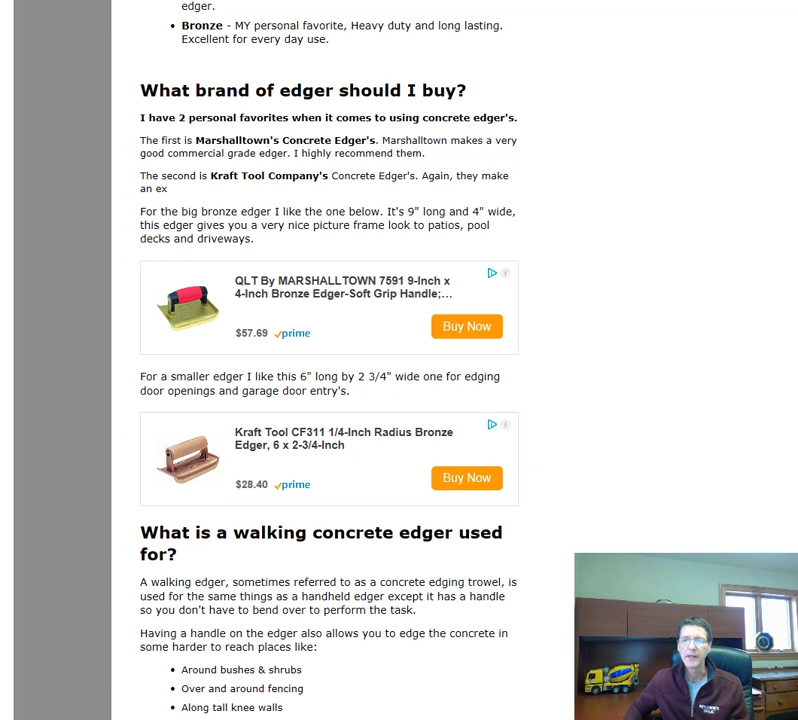 edger.
• Bronze - MY personal favorite, Heavy duty and long lasting.
Excellent for every day use.
What brand of edger should I buy?
I have 2 personal favorites when it comes to using concrete edger's.
The first is Marshalltown's Concrete Edger's. Marshalltown makes a very
good commercial grade edger. I highly recommend them.
The second is Kraft Tool Company's Concrete Edger's. Again, they make
an ex
For the big bronze edger I like the one below. It's 9" long and 4" wide,
this edger gives you a very nice picture frame look to patios, pool
decks and driveways.
QLT By MARSHALLTOWN 7591 9-Inch x
4-Inch Bronze Edger-Soft Grip Handle;...
$57.69 prime
Buy Now
For a smaller edger I like this 6" long by 2 3/4" wide one for edging
door openings and garage door entry's.
Kraft Tool CF311 1/4-Inch Radius Bronze
Edger, 6 x 2-3/4-Inch
$28.40 prime
Buy Now
What is a walking concrete edger used
for?
A walking edger, sometimes referred to as a concrete edging trowel, is
used for the same things as a handheld edger except it has a handle
so you don't have to bend over to perform the task.
Having a handle on the edger also allows you to edge the concrete in
some harder to reach places like:
• Around bushes & shrubs
• Over and around fencing
• Along tall knee walls